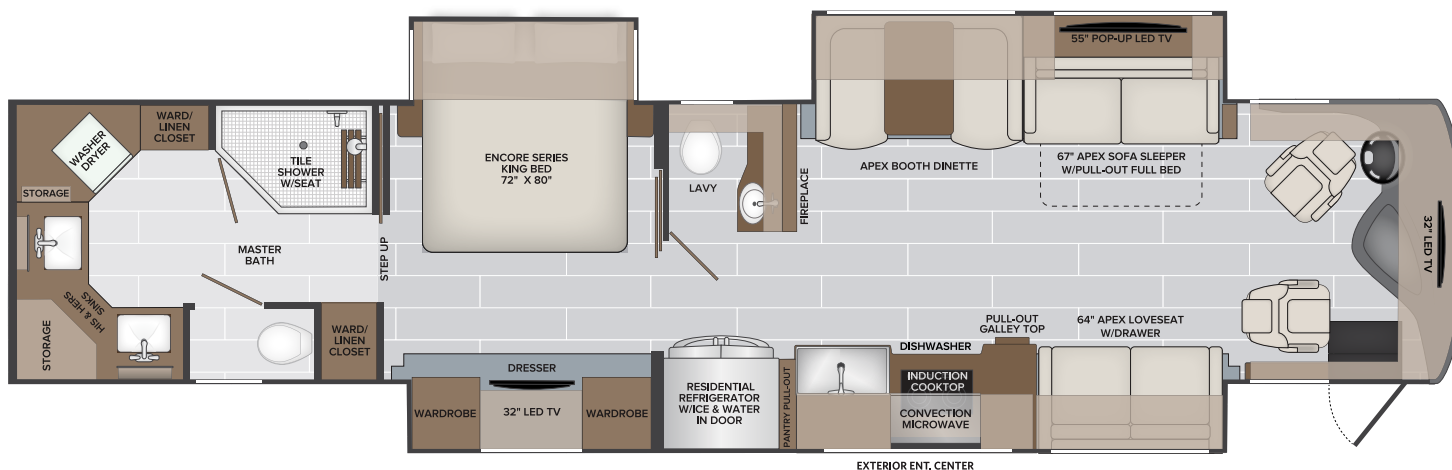 WASHER
DRYER
WARD/
LINEN
CLOSET
TILE
SHOWER
W/SEAT
STORAGE
MASTER
BATH
HIS & HERS
SINKS
STORAGE
WARD/
LINEN
CLOSET
STEP UP
ENCORE SERIES
KING BED
72" X 80"
DRESSER
WARDROBE
32" LED TV
WARDROBE
LAVY
FIREPLACE
55" POP-UP LED TV
APEX BOOTH DINETTE
67" APEX SOFA SLEEPER
W/PULL-OUT FULL BED
32" LED TV
RESIDENTIAL
REFRIGERATOR
W/ICE & WATER
IN DOOR
PANTRY PULL-OUT
DISHWASHER
INDUCTION
COOKTOP
CONVECTION
MICROWAVE
PULL-OUT
GALLEY TOP
64" APEX LOVESEAT
W/DRAWER
EXTERIOR ENT. CENTER